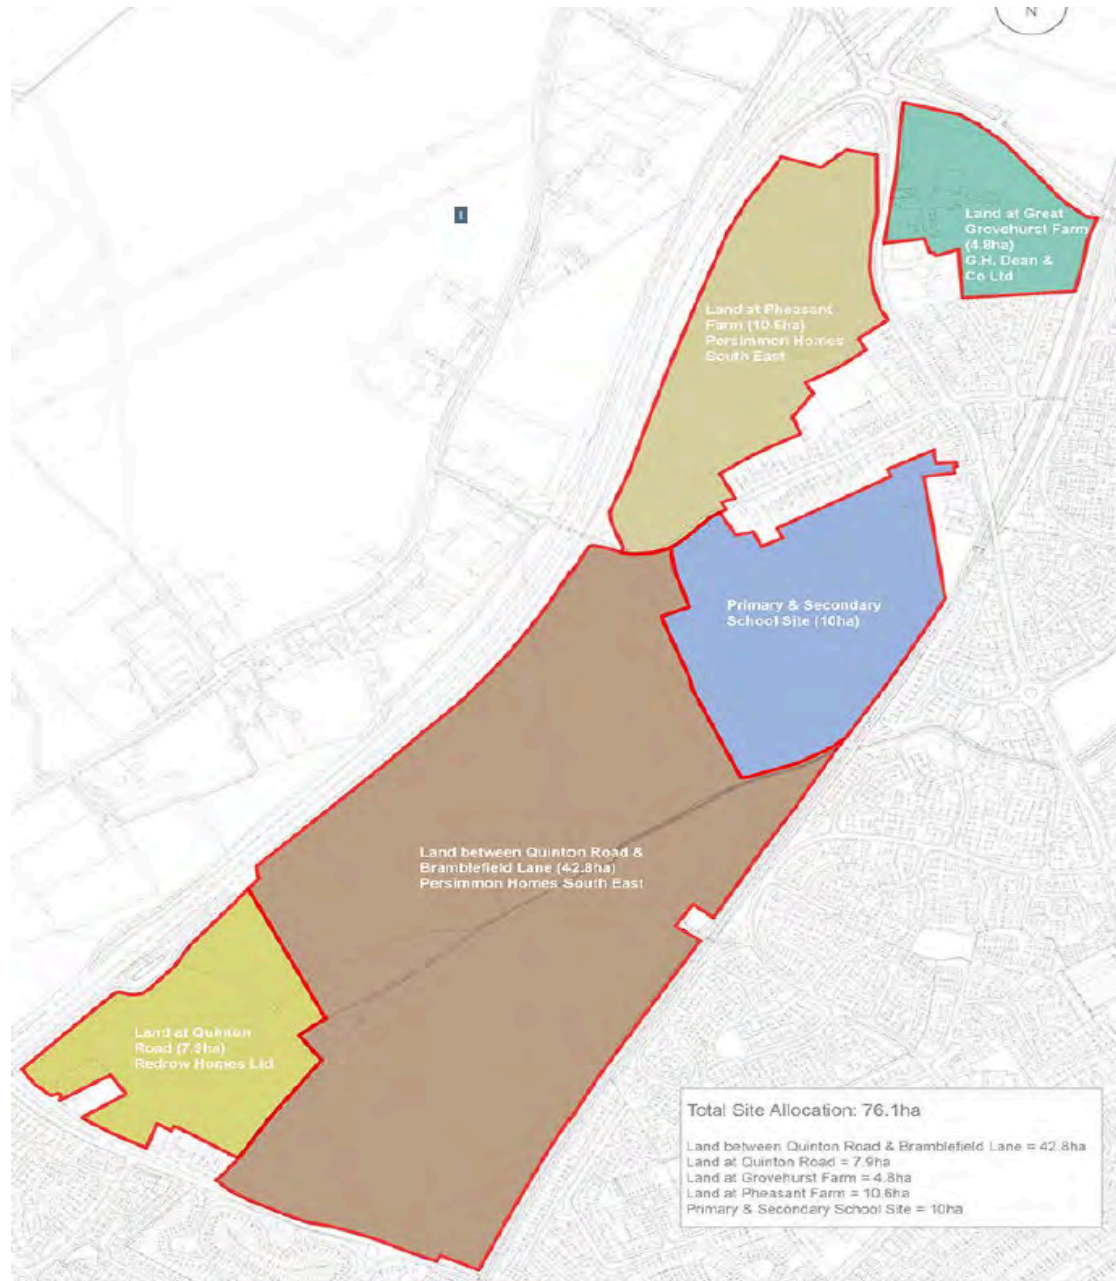 N
Land at Great
Grovehurst Farm
(4.8ha)
G.H. Dean &
Co Ltd
Land at Pheasant
Farm (10.6ha)
Persimmon Homes
South East
Primary & Secondary
School Site (10ha)
Land between Quinton Road &
Bramblefield Lane (42.8ha)
Persimmon Homes South East
Land at Quinton
Road (7.9ha)
Redrow Homes Ltd
Total Site Allocation: 76.1ha
Land between Quinton Road & Bramblefield Lane = 42.8ha
Land at Quinton Road = 7.9ha
Land at Grovehurst Farm = 4.8ha
Land at Pheasant Farm = 10.6ha
Primary & Secondary School Site = 10ha